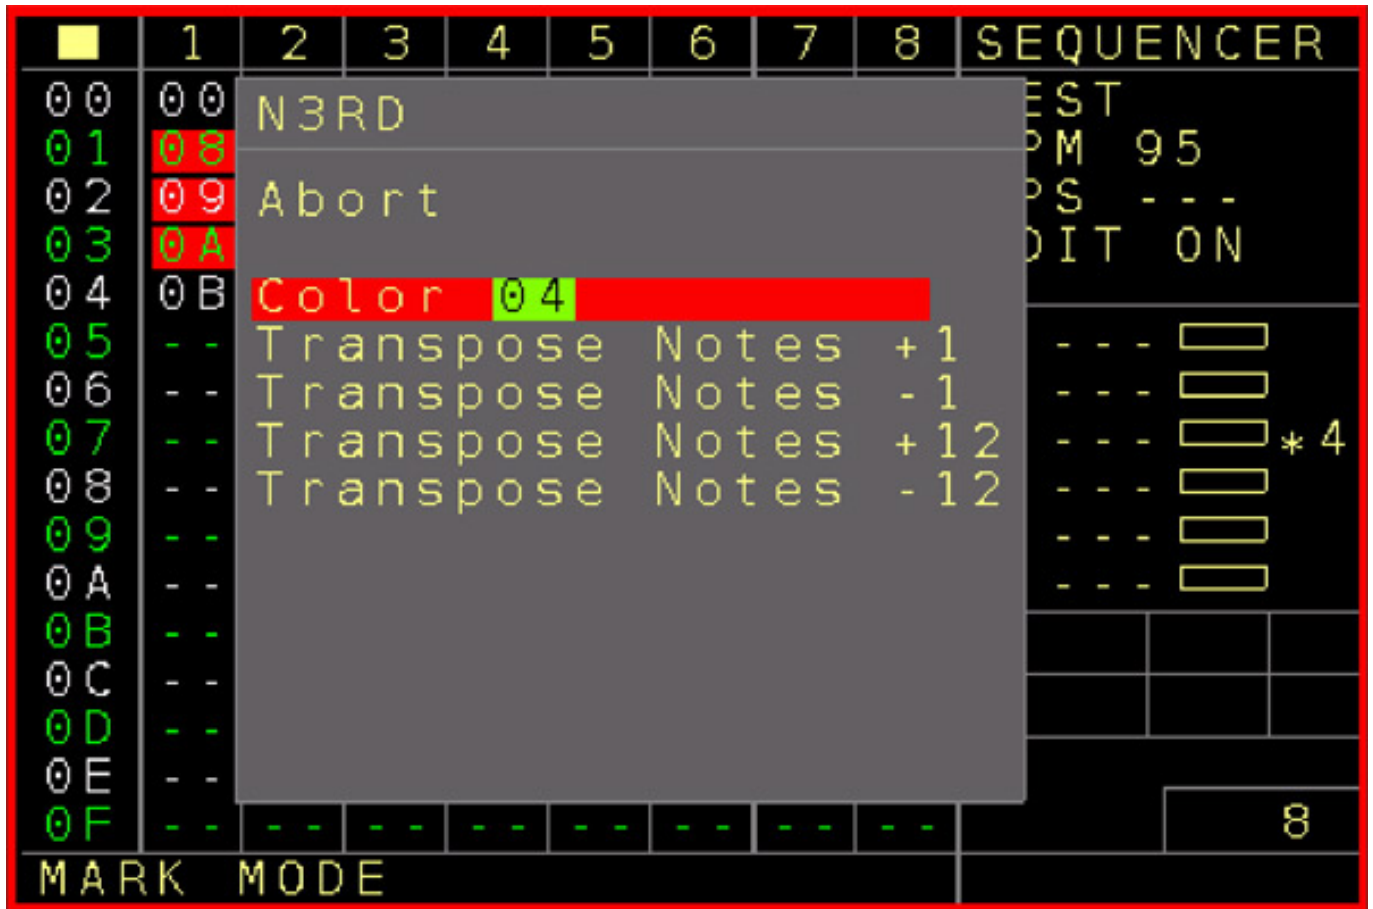 1 2 3 4 5 6 7 8 SEQUENCER
00 00 N3RD EST
01 08 PM 95
02 09 Abort PS ---
03 0A DIT ON
04 0B Color 04
05 -- Transpose Notes +1 ---
06 -- Transpose Notes -1 ---
07 -- Transpose Notes +12 --- *4
08 -- Transpose Notes -12 ---
09 -- ---
0A -- ---
0B --
0C --
0D --
0E --
0F -- -- -- -- -- -- -- -- 8
MARK MODE